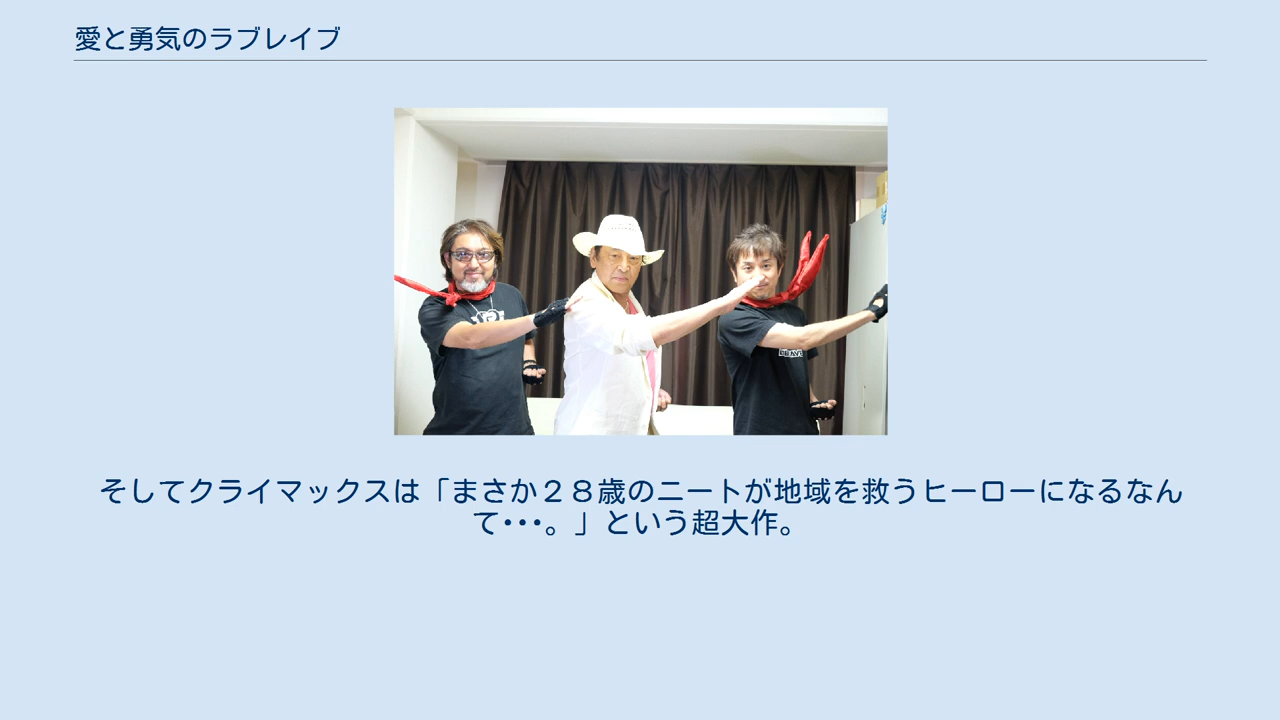 愛と勇気のラブレイブ
そしてクライマックスは「まさか２８歳のニートが地域を救うヒーローになるなん
て・・・。」という超大作。